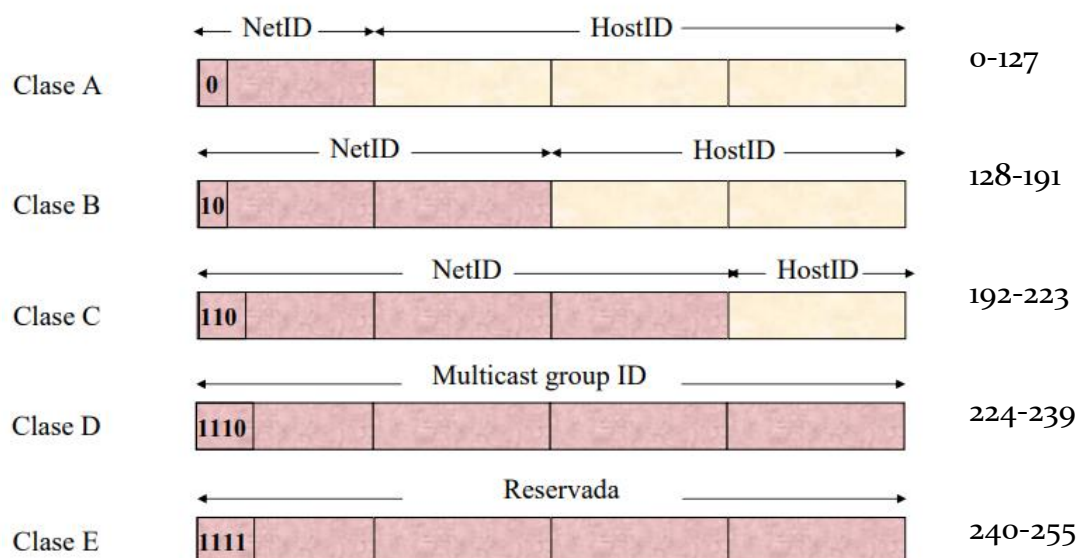 NetID HostID
Clase A 0 0-127
NetID HostID
Clase B 10 128-191
NetID HostID
Clase C 110 192-223
Multicast group ID
Clase D 1110 224-239
Reservada
Clase E 1111 240-255